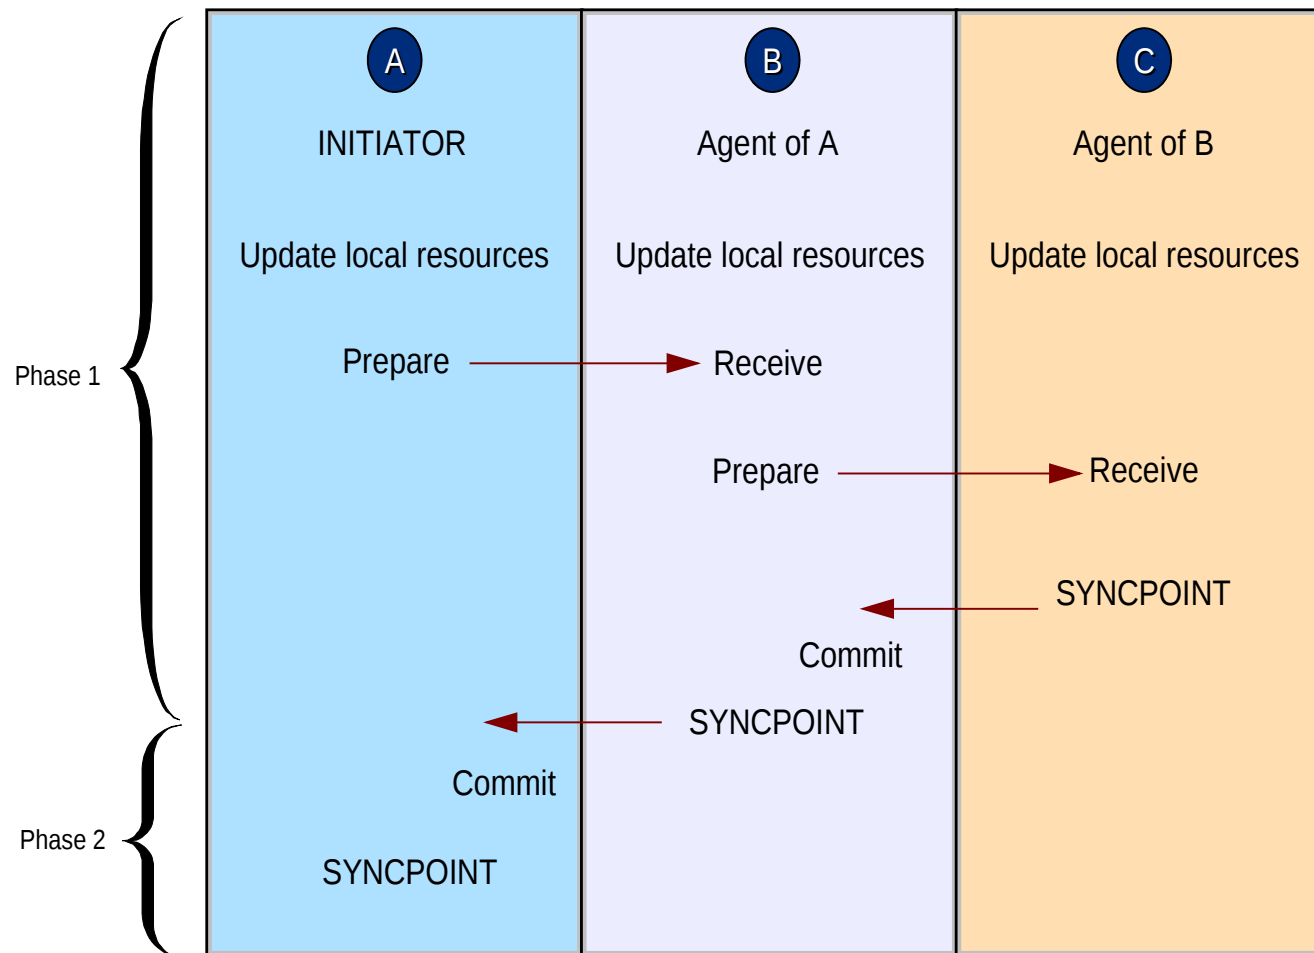 A
B
C
INITIATOR
Agent of A
Agent of B
Update local resources
Update local resources
Update local resources
Phase 1
Prepare
Receive
Prepare
Receive
SYNCPOINT
Commit
SYNCPOINT
Commit
Phase 2
SYNCPOINT